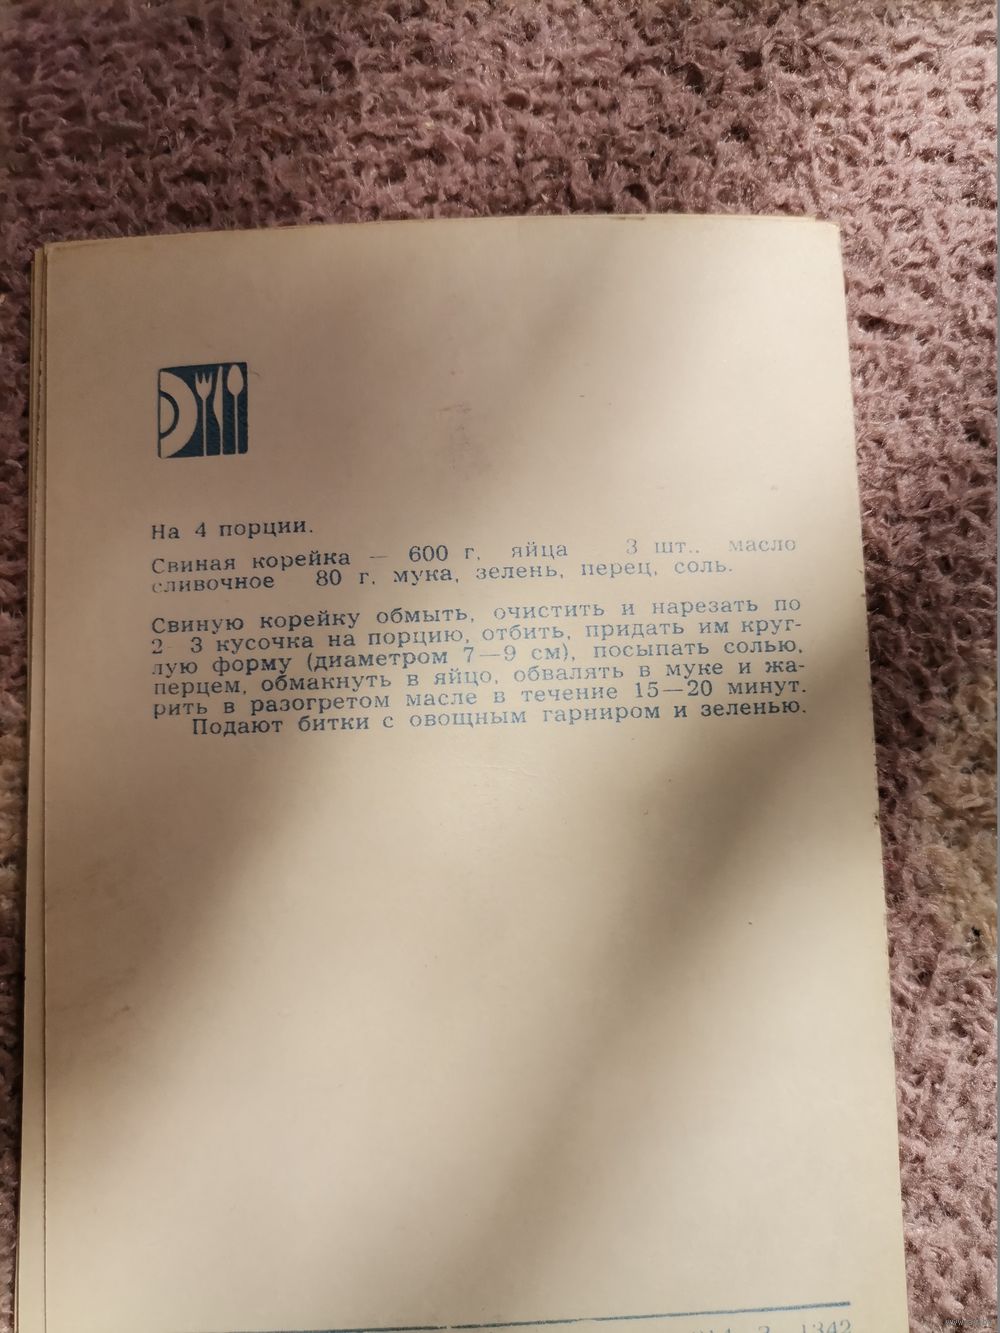 На 4 порции.
Свиная корейка — 600 г, яйца 3 шт., масло
сливочное 80 г, мука, зелень, перец, соль.
Свиную корейку обмыть, очистить и нарезать по
2 3 кусочка на порцию, отбить, придать им круг-
лую форму (диаметром 7—9 см), посыпать солью,
перцем, обмакнуть в яйцо, обвалять в муке и жа-
рить в разогретом масле в течение 15—20 минут.
Подают битки с овощным гарниром и зеленью.
1342